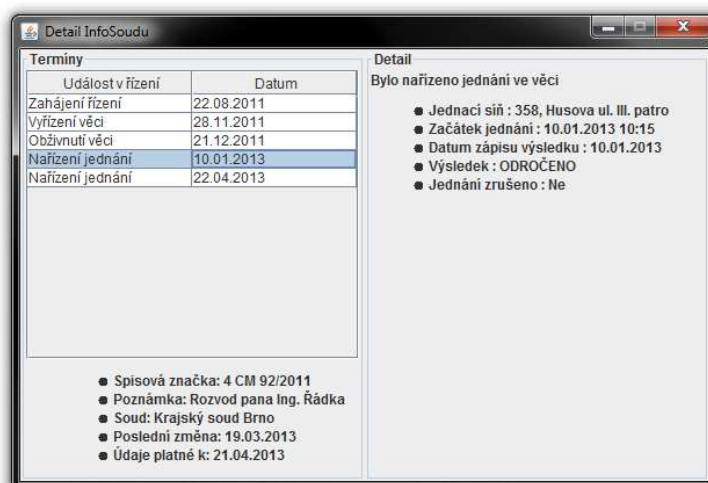 Detail InfoSoudu
Termíny
Událost v řízení Datum
Zahájení řízení 22.08.2011
Vyřízení věci 28.11.2011
Obživnutí věci 21.12.2011
Nařízení jednání 10.01.2013
Nařízení jednání 22.04.2013
Spisová značka: 4 CM 92/2011
Poznámka: Rozvod pana Ing. Řádka
Soud: Krajský soud Brno
Poslední změna: 19.03.2013
Údaje platné k: 21.04.2013
Detail
Bylo nařízeno jednání ve věci
Jednací síň : 358, Husova ul. III. patro
Začátek jednání : 10.01.2013 10:15
Datum zápisu výsledku : 10.01.2013
Výsledek : ODROČENO
Jednání zrušeno : Ne